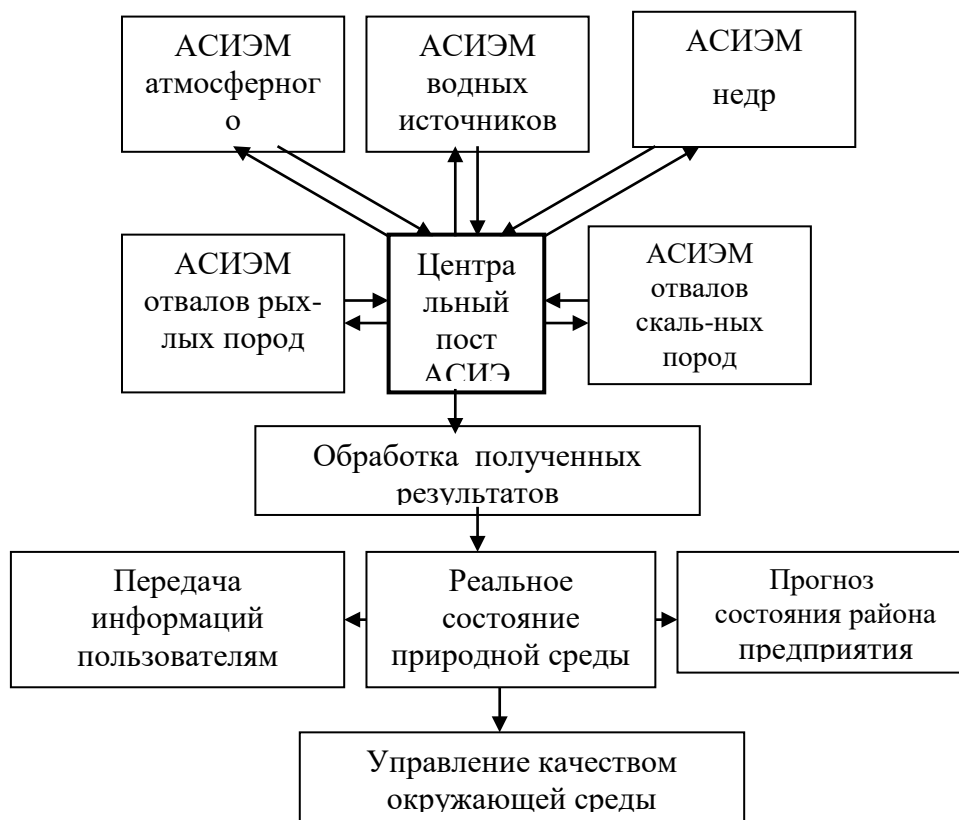 АСИЭМ
атмосферног
о
АСИЭМ
водных
источников
АСИЭМ
недр
АСИЭМ
отвалов рых-
лых пород
Центра
льный
пост
АСИЭ
АСИЭМ
отвалов
скаль-ных
пород
Обработка полученных
результатов
Передача
информаций
пользователям
Реальное
состояние
природной среды
Прогноз
состояния района
предприятия
Управление качеством
окружающей среды